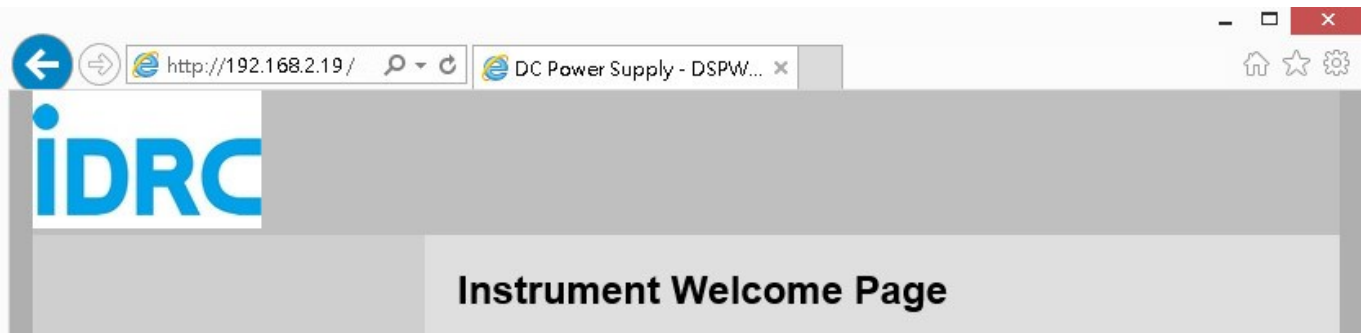 http://192.168.2.19/
DC Power Supply - DSPW...
iDRC
Instrument Welcome Page